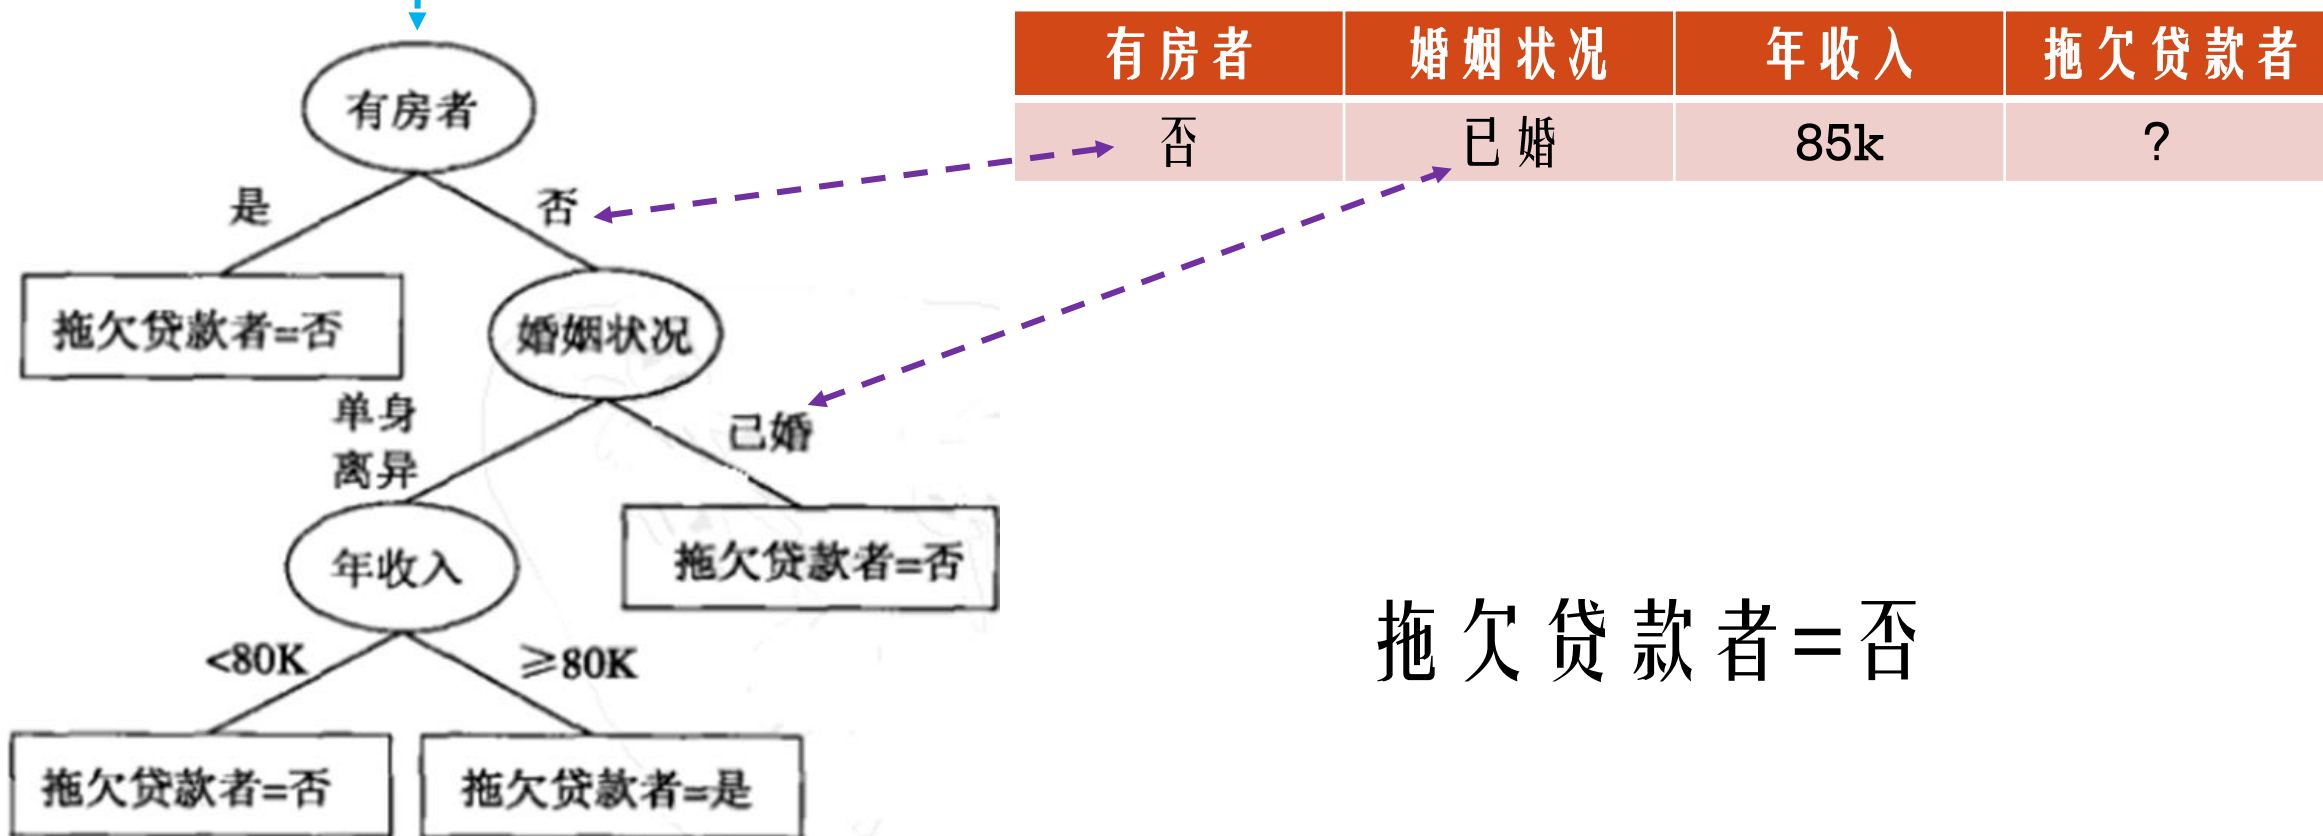 有房者 婚姻状况 年收入 拖欠贷款者
否 已婚 85k ?
有房者
是 否
拖欠贷款者=否
婚姻状况
单身
离异
已婚
年收入
拖欠贷款者=否
<80K ≥80K
拖欠贷款者=否 拖欠贷款者=是
拖欠贷款者=否